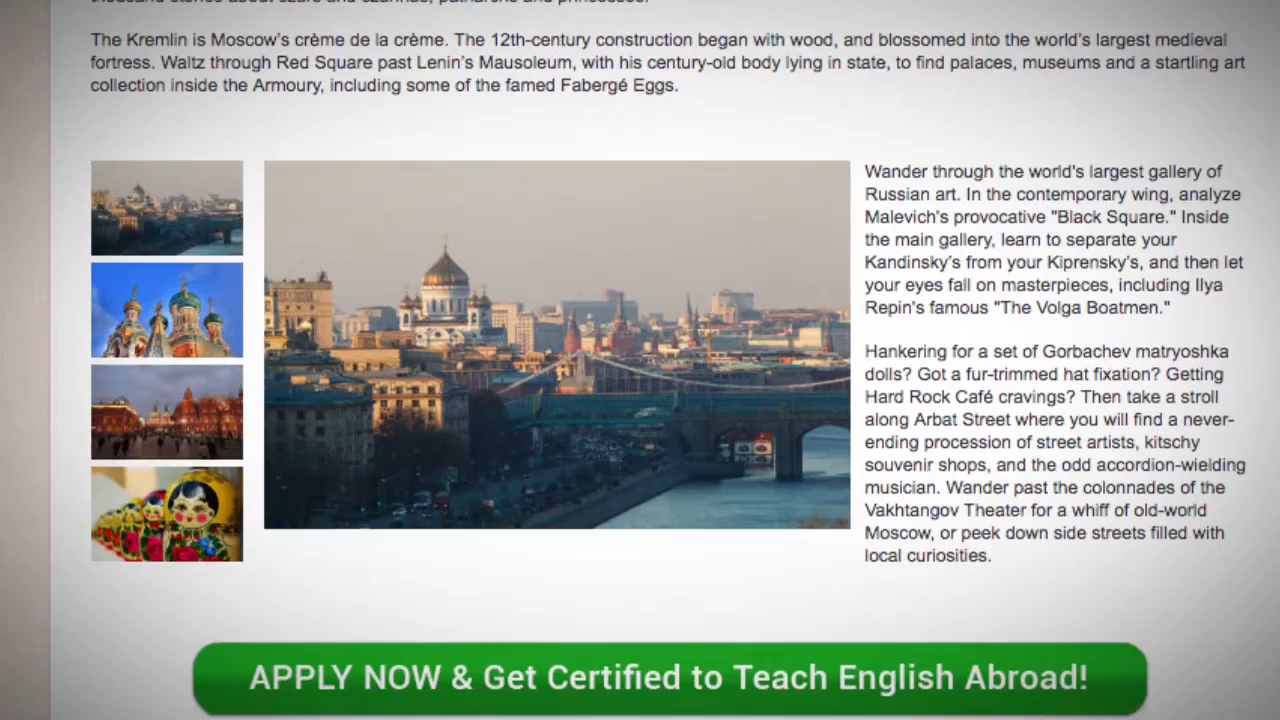 thousand stories about czars and czarinas, patriarchs and princesses.
The Kremlin is Moscow’s crème de la crème. The 12th-century construction began with wood, and blossomed into the world’s largest medieval
fortress. Waltz through Red Square past Lenin’s Mausoleum, with his century-old body lying in state, to find palaces, museums and a startling art
collection inside the Armoury, including some of the famed Fabergé Eggs.
Wander through the world's largest gallery of
Russian art. In the contemporary wing, analyze
Malevich's provocative "Black Square." Inside
the main gallery, learn to separate your
Kandinsky’s from your Kiprensky’s, and then let
your eyes fall on masterpieces, including Ilya
Repin's famous "The Volga Boatmen."
Hankering for a set of Gorbachev matryoshka
dolls? Got a fur-trimmed hat fixation? Getting
Hard Rock Café cravings? Then take a stroll
along Arbat Street where you will find a never-
ending procession of street artists, kitschy
souvenir shops, and the odd accordion-wielding
musician. Wander past the colonnades of the
Vakhtangov Theater for a whiff of old-world
Moscow, or peek down side streets filled with
local curiosities.
APPLY NOW & Get Certified to Teach English Abroad!